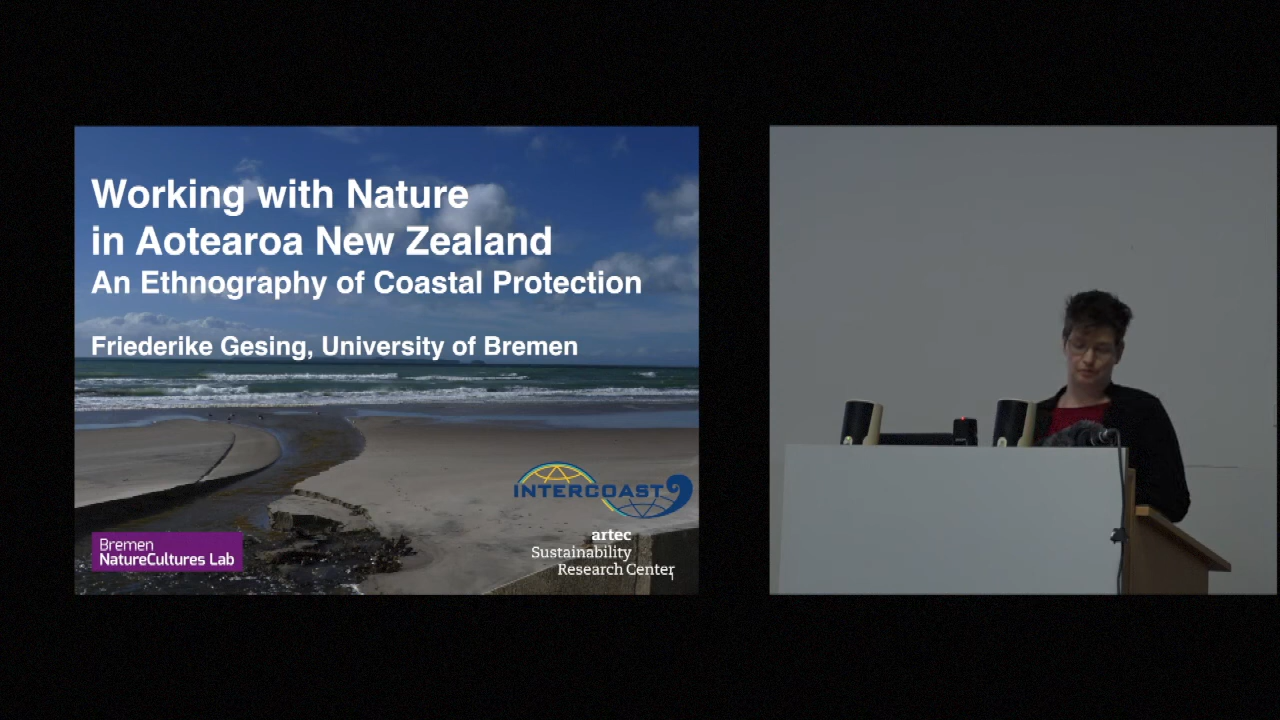 Working with Nature
in Aotearoa New Zealand
An Ethnography of Coastal Protection
Friederike Gesing, University of Bremen
INTERCOAST
artec
Sustainability
Research Center
Bremen
NatureCultures Lab